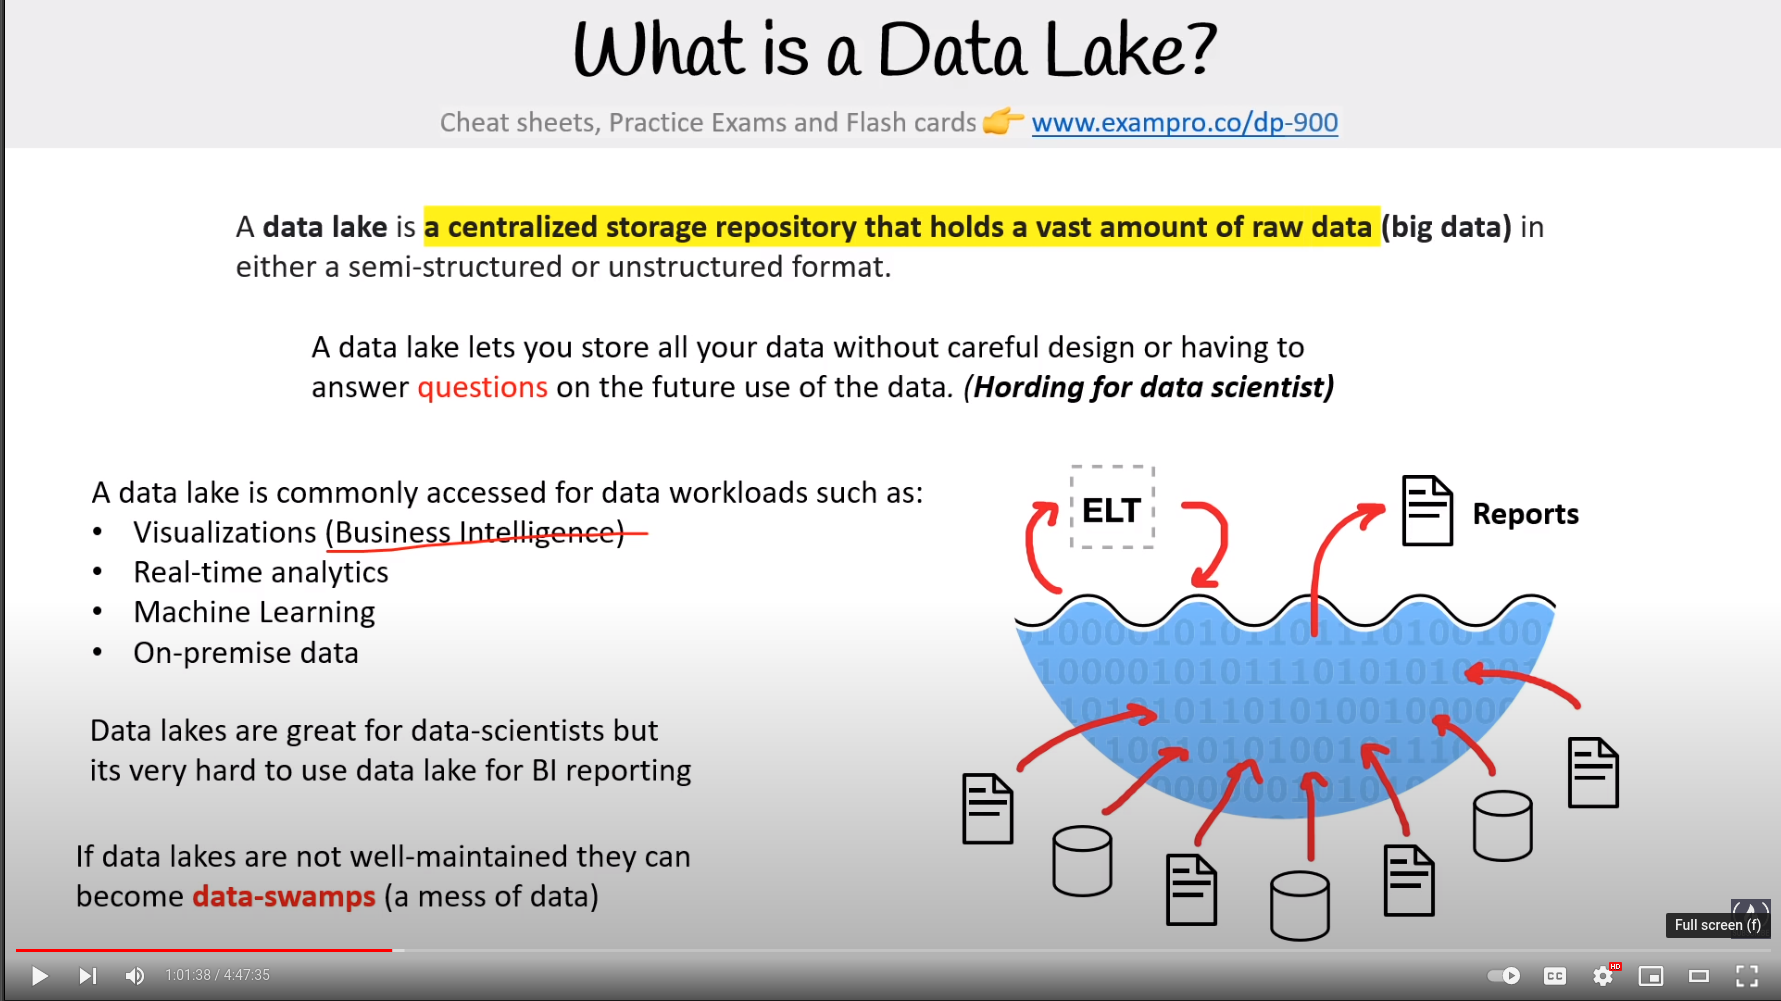 What is a Data Lake?
Cheat sheets, Practice Exams and Flash cards 👉 www.exampro.co/dp-900
A data lake is a centralized storage repository that holds a vast amount of raw data (big data) in
either a semi-structured or unstructured format.
A data lake lets you store all your data without careful design or having to
answer questions on the future use of the data. (Hording for data scientist)
A data lake is commonly accessed for data workloads such as:
• Visualizations (Business Intelligence)
• Real-time analytics
• Machine Learning
• On-premise data
Data lakes are great for data-scientists but
its very hard to use data lake for BI reporting
If data lakes are not well-maintained they can
become data-swamps (a mess of data)
ELT
Reports
Full screen (f)
1:01:38 / 4:47:35
CC
HD